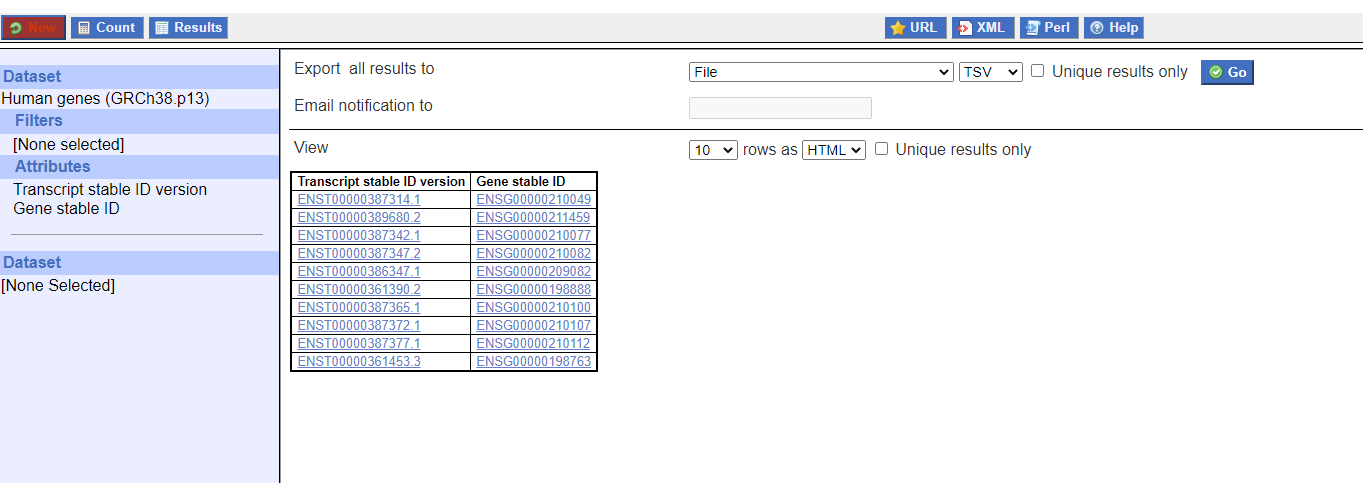 New Count Results URL XML Perl Help
Dataset
Human genes (GRCh38.p13)
Filters
[None selected]
Attributes
Transcript stable ID version
Gene stable ID
Dataset
[None Selected]
Export all results to File TSV Unique results only Go
Email notification to
View 10 rows as HTML Unique results only
Transcript stable ID version Gene stable ID
ENST00000387314.1 ENSG00000210049
ENST00000389680.2 ENSG00000211459
ENST00000387342.1 ENSG00000210077
ENST00000387347.2 ENSG00000210082
ENST00000386347.1 ENSG00000209082
ENST00000361390.2 ENSG00000198888
ENST00000387365.1 ENSG00000210100
ENST00000387372.1 ENSG00000210107
ENST00000387377.1 ENSG00000210112
ENST00000361453.3 ENSG00000198763